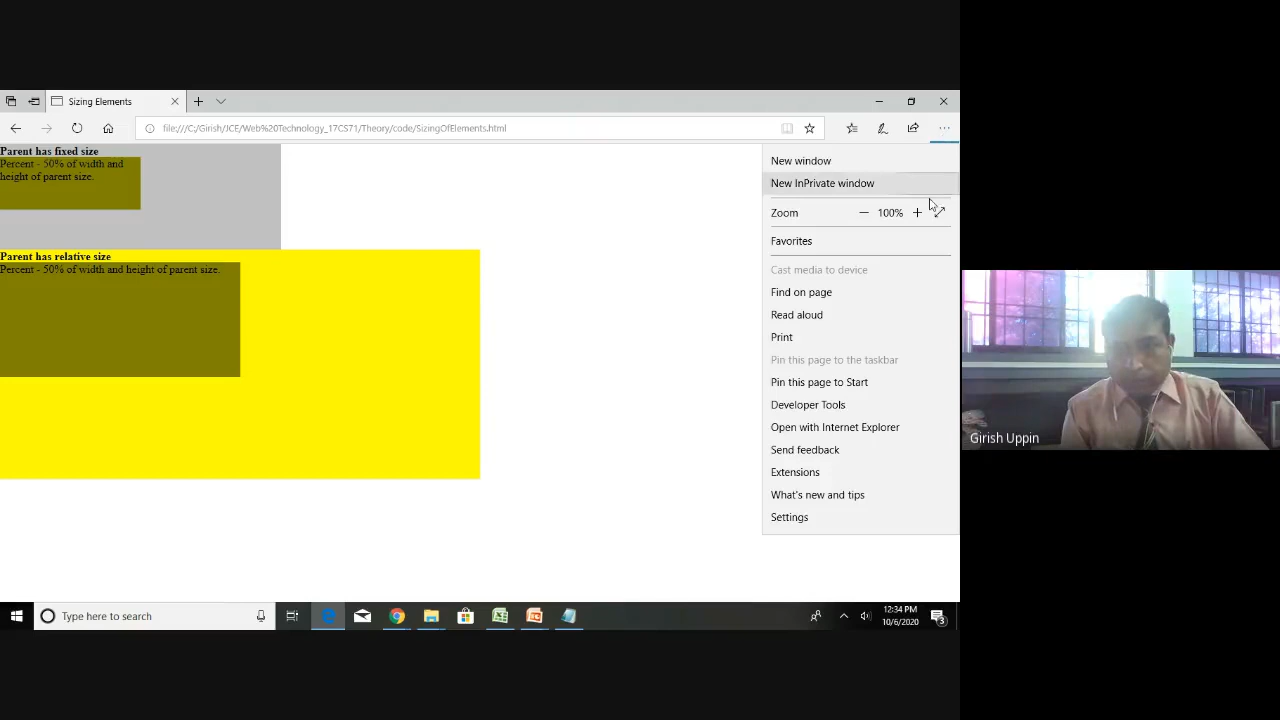 Sizing Elements
file:///C:/Girish/JCE/Web%20Technology_17CS71/Theory/code/SizingOfElements.html
Parent has fixed size
Percent - 50% of width and
height of parent size.
Parent has relative size
Percent - 50% of width and height of parent size.
New window
New InPrivate window
Zoom
100%
Favorites
Cast media to device
Find on page
Read aloud
Print
Pin this page to the taskbar
Pin this page to Start
Developer Tools
Open with Internet Explorer
Send feedback
Extensions
What's new and tips
Settings
Girish Uppin
Type here to search
12:34 PM
10/6/2020
3